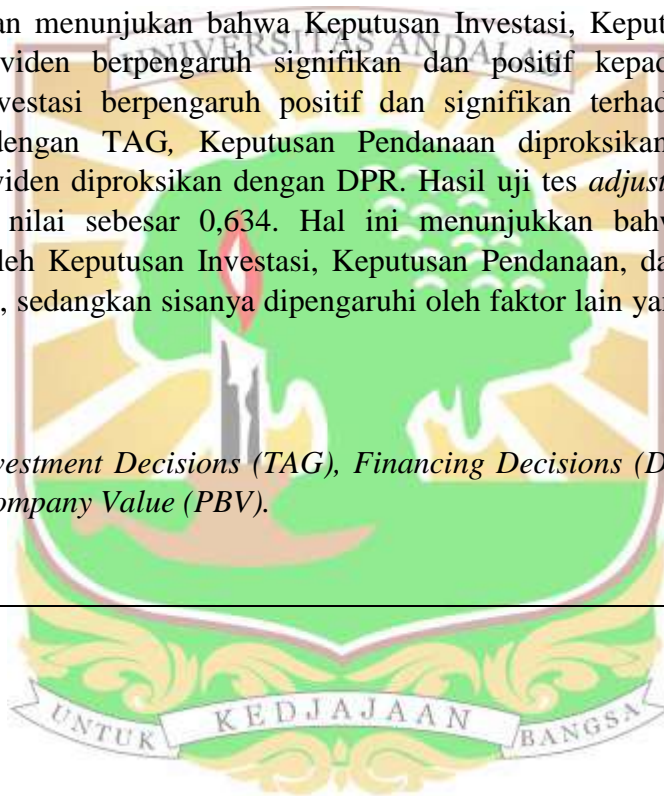 an menunjukan bahwa Keputusan Investasi, Keput
UNIVERSITAS ANDALAS
viden berpengaruh signifikan dan positif kepad
vestasi berpengaruh positif dan signifikan terhad
dengan TAG, Keputusan Pendanaan diproksikan
viden diproksikan dengan DPR. Hasil uji tes adjust
nilai sebesar 0,634. Hal ini menunjukkan bahw
leh Keputusan Investasi, Keputusan Pendanaan, da
, sedangkan sisanya dipengaruhi oleh faktor lain yan
vestment Decisions (TAG), Financing Decisions (D
ompany Value (PBV).
UNTUK KEDJAJAAN BANGSA